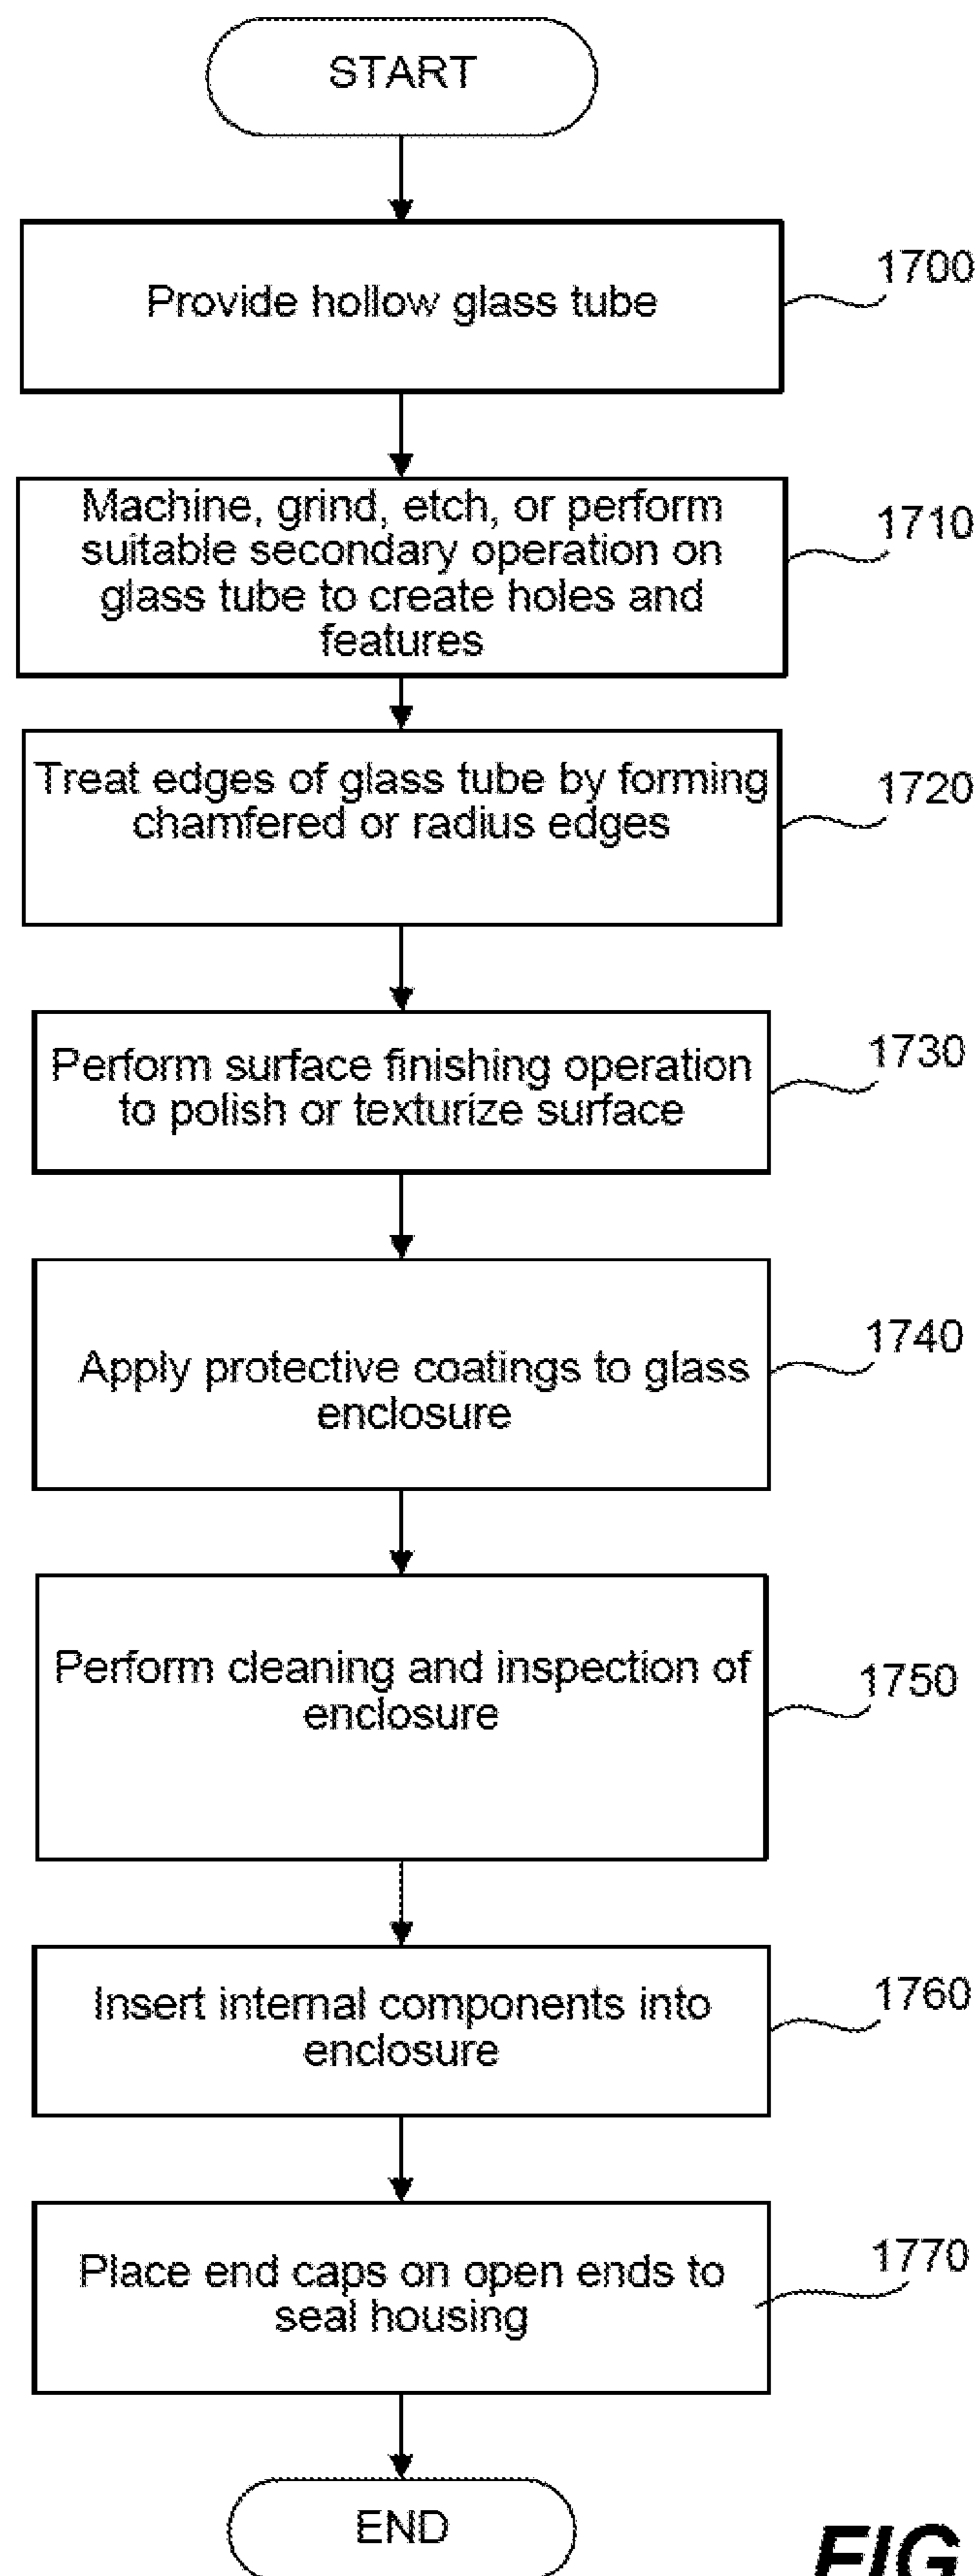 START
Provide hollow glass tube
1700
Machine, grind, etch, or perform
suitable secondary operation on
glass tube to create holes and
features
1710
Treat edges of glass tube by forming
chamfered or radius edges
1720
Perform surface finishing operation
to polish or texturize surface
1730
Apply protective coatings to glass
enclosure
1740
Perform cleaning and inspection of
enclosure
1750
Insert internal components into
enclosure
1760
Place end caps on open ends to
seal housing
1770
END
FIG